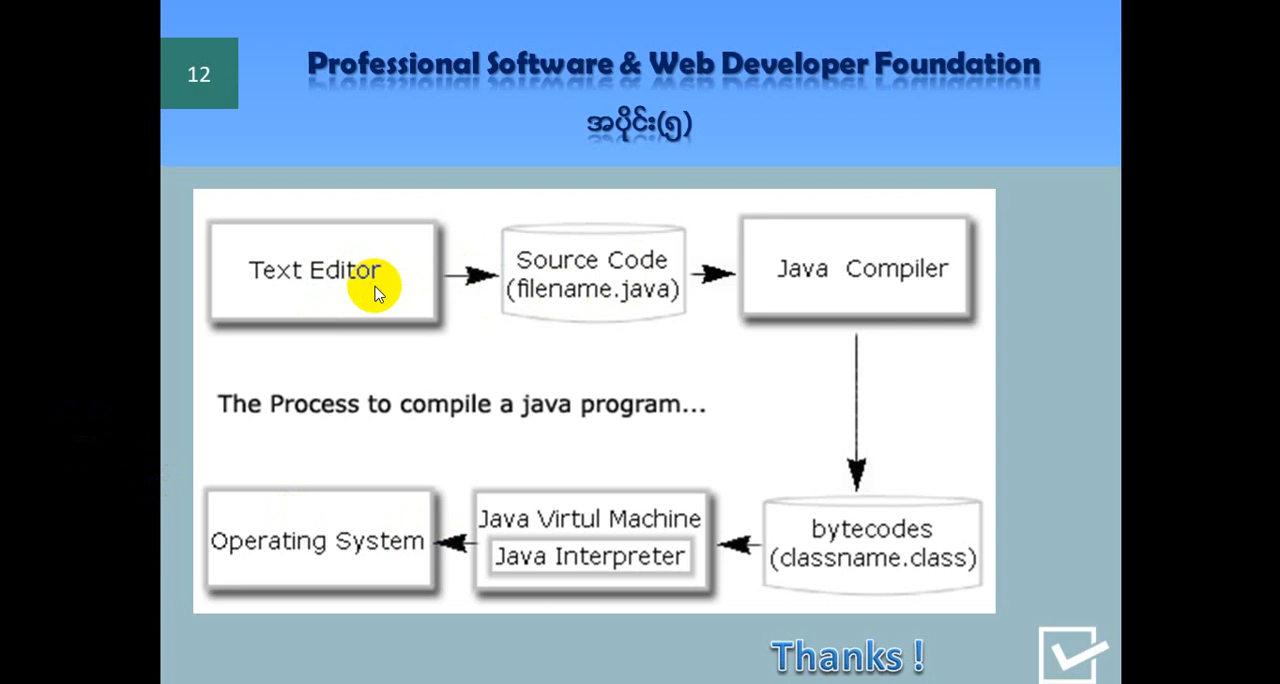 12
Professional Software & Web Developer Foundation
အပိုင်း(၅)
Text Editor
Source Code
(filename.java)
Java Compiler
The Process to compile a java program...
Operating System
Java Virtul Machine
Java Interpreter
bytecodes
(classname.class)
Thanks !